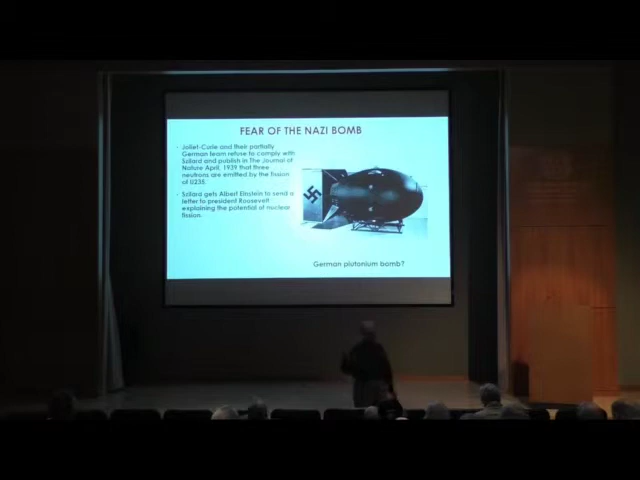 FEAR OF THE NAZI BOMB
- Joliet-Curie and their partially
German team refuse to comply with
Szilard and publish in The Journal of
Nature April, 1939 that three
neutrons are emitted by the fission
of U235.
- Szilard gets Albert Einstein to send a
letter to president Roosevelt
explaining the potential of nuclear
fission.
German plutonium bomb?